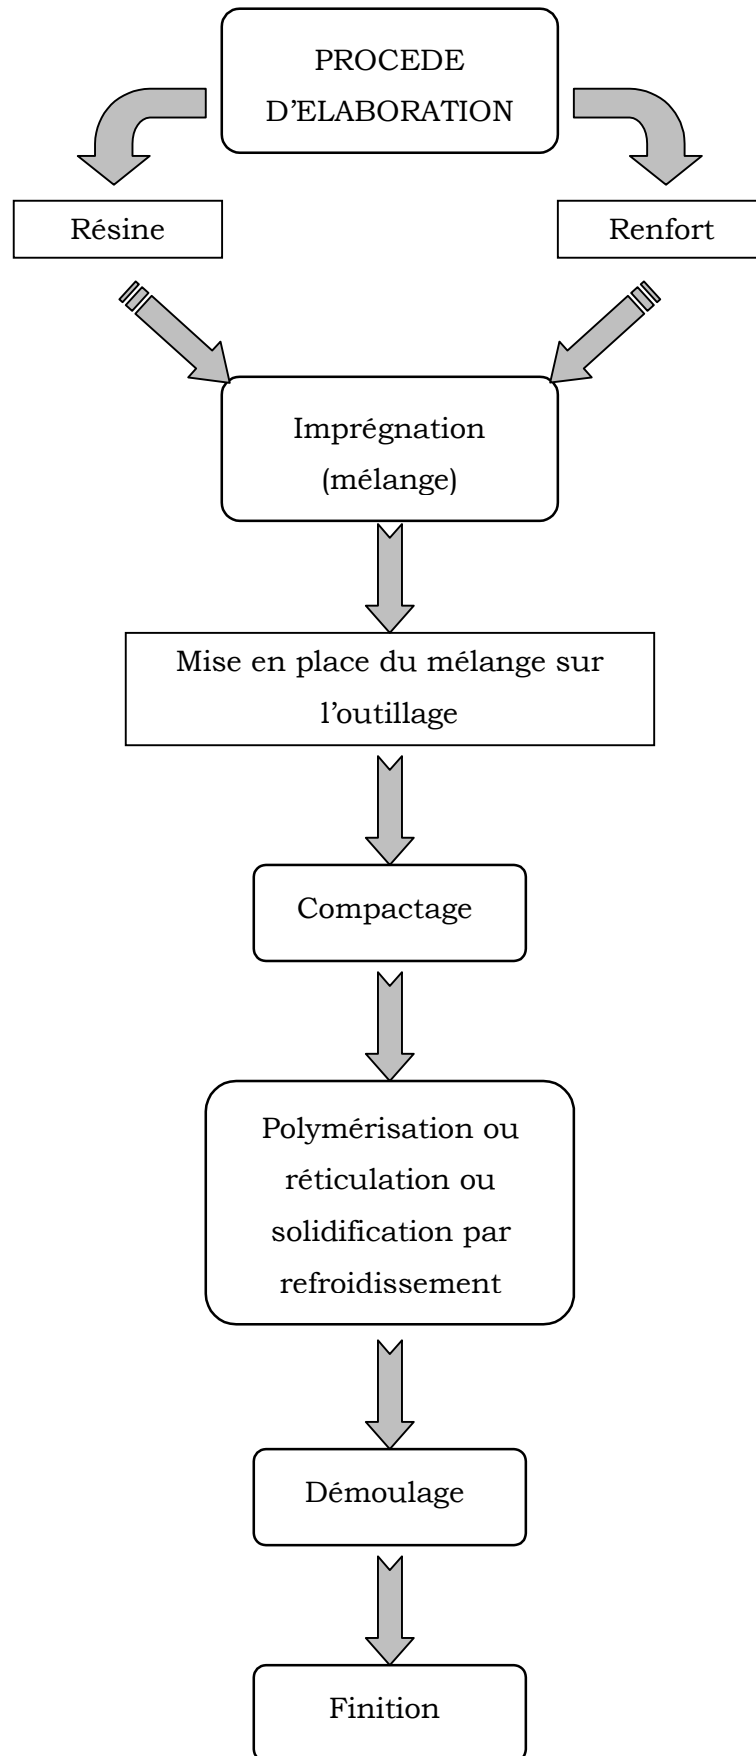 PROCEDE
D’ELABORATION
Résine
Renfort
Imprégnation
(mélange)
Mise en place du mélange sur
l’outillage
Compactage
Polymérisation ou
réticulation ou
solidification par
refroidissement
Démoulage
Finition